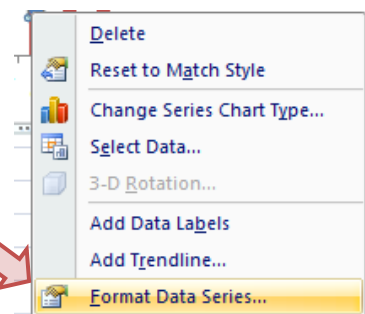 Delete
Reset to Match Style
Change Series Chart Type...
Select Data...
3-D Rotation...
Add Data Labels
Add Trendline...
Format Data Series...